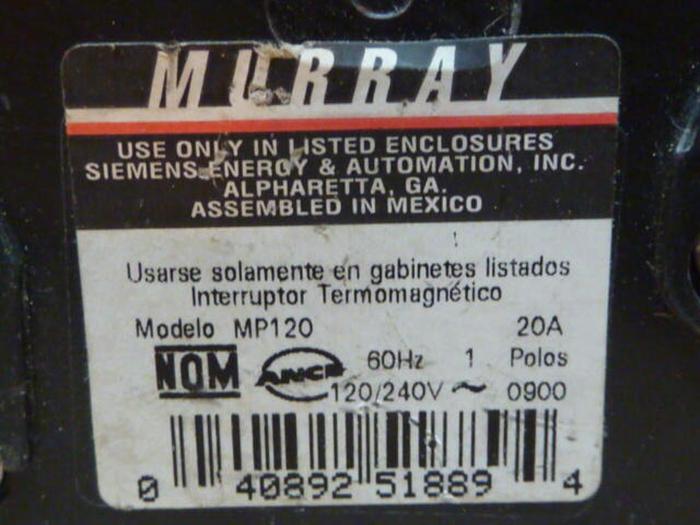 MURRAY
USE ONLY IN LISTED ENCLOSURES
SIEMENS ENERGY & AUTOMATION, INC.
ALPHARETTA, GA.
ASSEMBLED IN MEXICO
Usarse solamente en gabinetes listados
Interruptor Termomagnético
Modelo MP120 20A
NOM ANCE 60Hz 1 Polos
120/240V ~ 0900
0 40892 51889 4